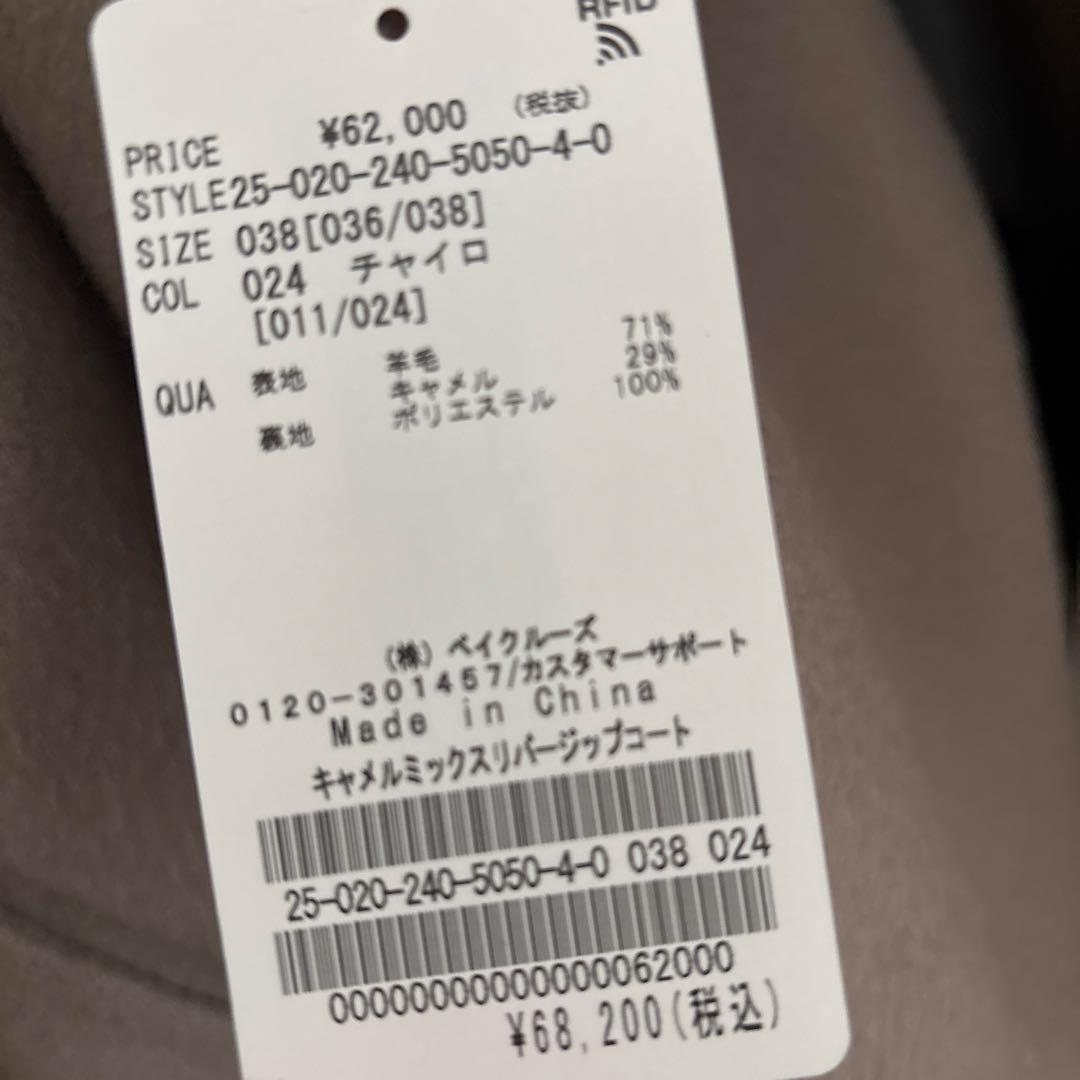 RFID
PRICE ¥62,000 (税抜)
STYLE25-020-240-5050-4-0
SIZE 038[036/038]
COL 024 チャイロ
[011/024]
QUA 表地 羊毛 71%
キャメル 29%
裏地 ポリエステル 100%
(株) ベイクルーズ
0120-301457/カスタマーサポート
Made in China
キャメルミックスリバージップコート
25-020-240-5050-4-0 038 024
00000000000000062000
¥68,200(税込)